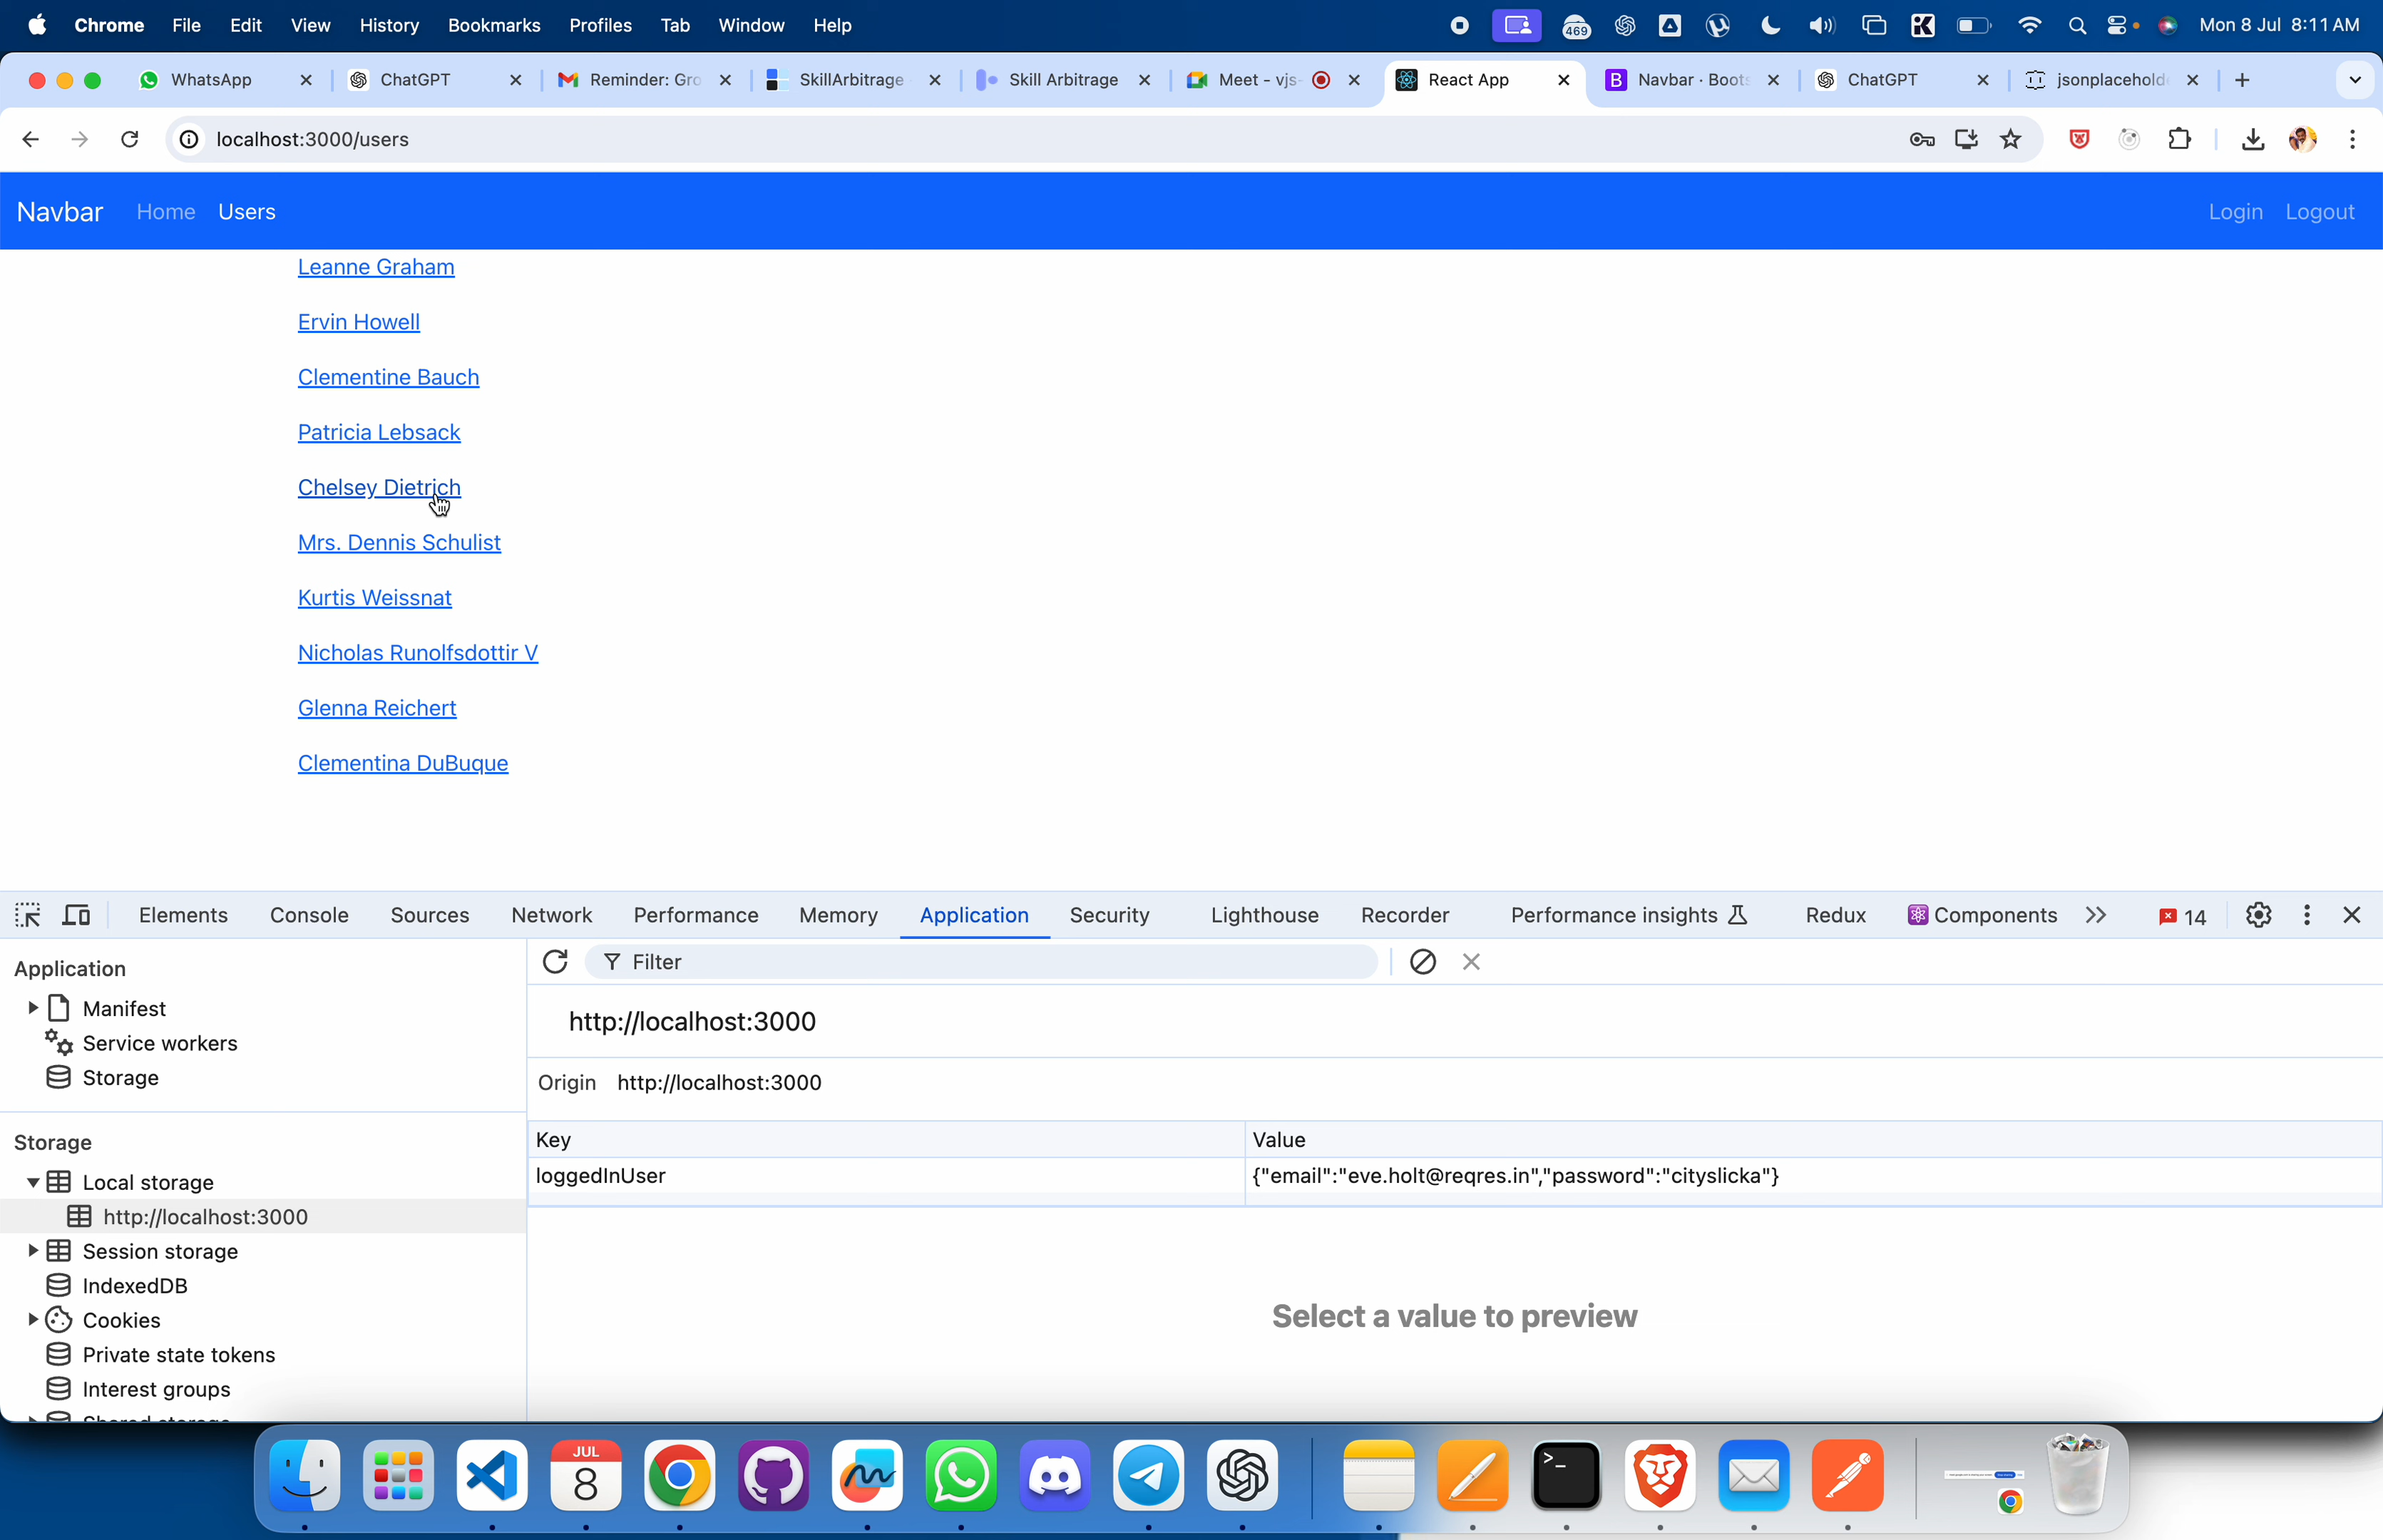 Chrome File Edit View History Bookmarks Profiles Tab Window Help 469 Mon 8 Jul 8:11 AM
WhatsApp ChatGPT Reminder: Gro SkillArbitrage Skill Arbitrage Meet - vjs- React App Navbar · Boots ChatGPT jsonplacehold
localhost:3000/users
Navbar Home Users Login Logout
Leanne Graham
Ervin Howell
Clementine Bauch
Patricia Lebsack
Chelsey Dietrich
Mrs. Dennis Schulist
Kurtis Weissnat
Nicholas Runolfsdottir V
Glenna Reichert
Clementina DuBuque
Elements Console Sources Network Performance Memory Application Security Lighthouse Recorder Performance insights Redux Components 14
Filter
Application
Manifest
Service workers
Storage
Storage
Local storage
http://localhost:3000
Session storage
IndexedDB
Cookies
Private state tokens
Interest groups
Shared storage
http://localhost:3000
Origin http://localhost:3000
Key Value
loggedInUser {"email":"eve.holt@reqres.in","password":"cityslicka"}
Select a value to preview
JUL
8